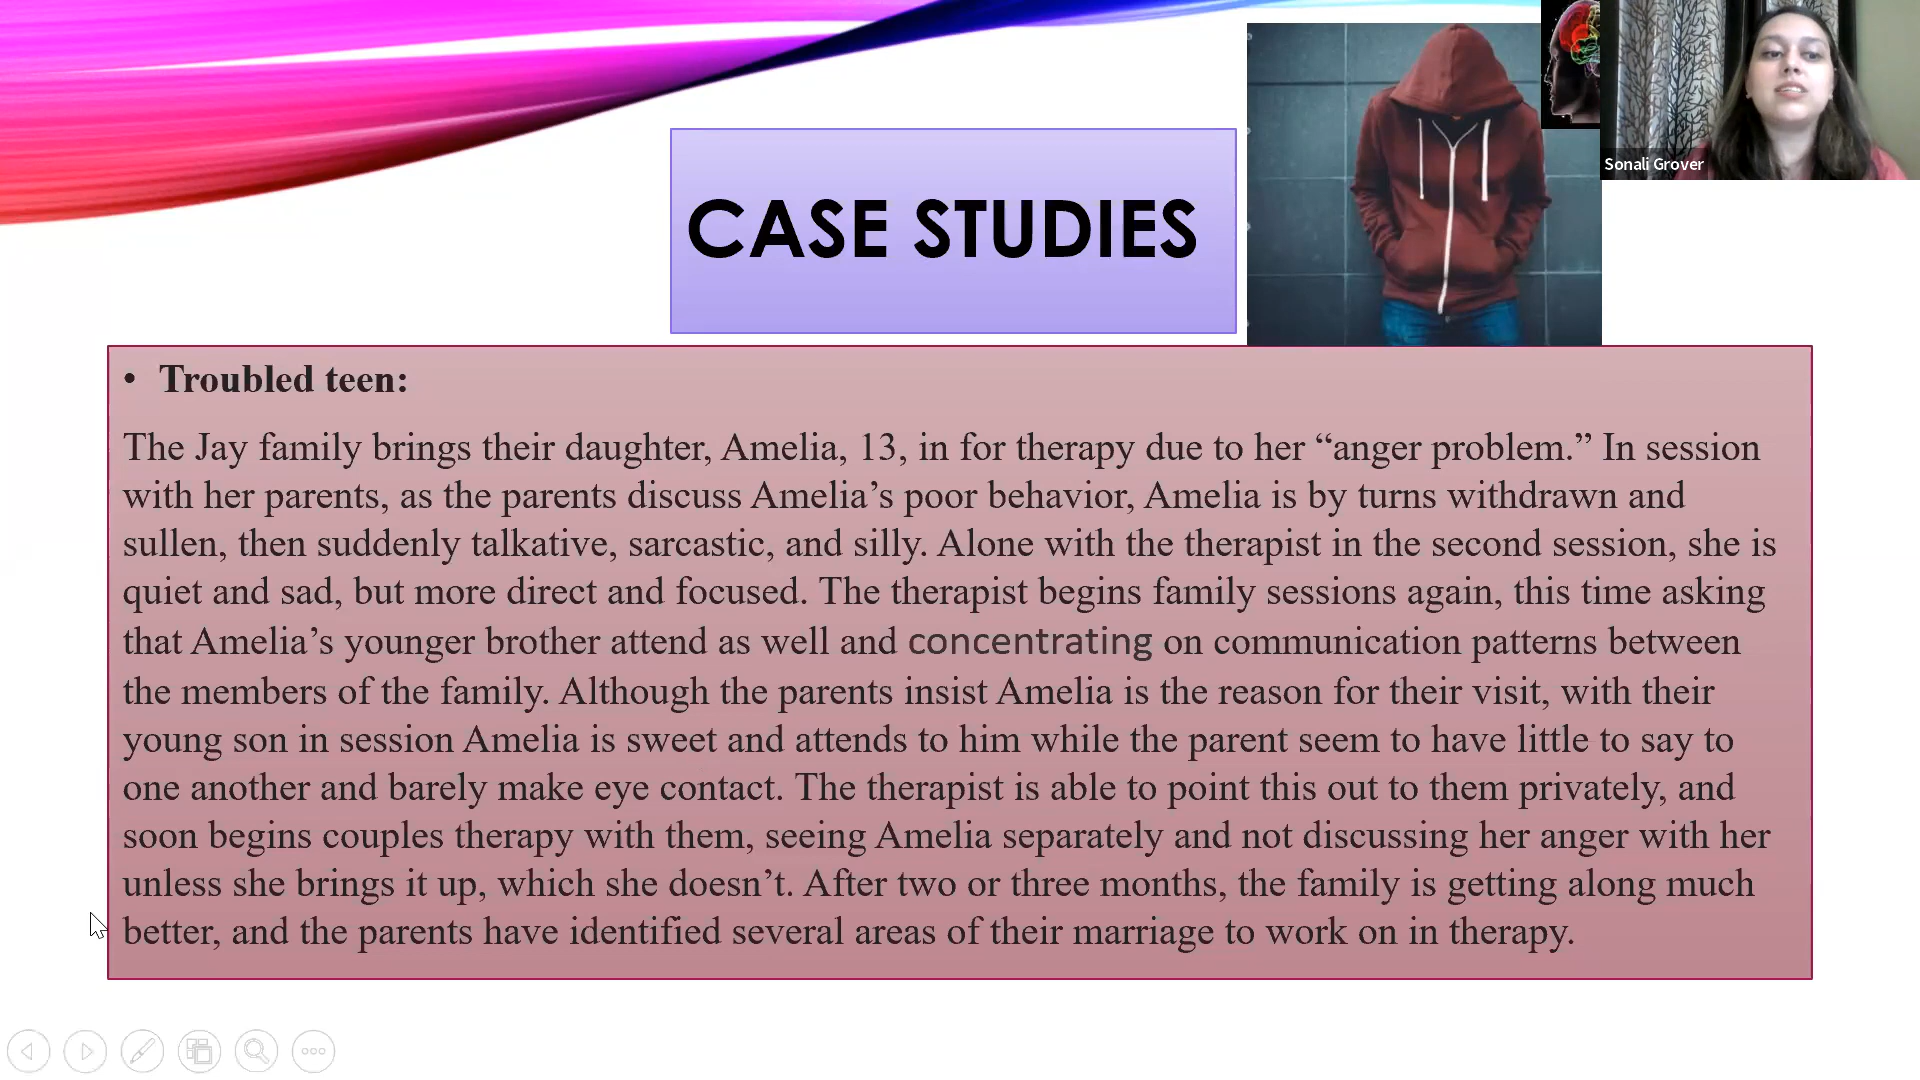 Sonali Grover
CASE STUDIES
• Troubled teen:
The Jay family brings their daughter, Amelia, 13, in for therapy due to her “anger problem.” In session
with her parents, as the parents discuss Amelia’s poor behavior, Amelia is by turns withdrawn and
sullen, then suddenly talkative, sarcastic, and silly. Alone with the therapist in the second session, she is
quiet and sad, but more direct and focused. The therapist begins family sessions again, this time asking
that Amelia’s younger brother attend as well and concentrating on communication patterns between
the members of the family. Although the parents insist Amelia is the reason for their visit, with their
young son in session Amelia is sweet and attends to him while the parent seem to have little to say to
one another and barely make eye contact. The therapist is able to point this out to them privately, and
soon begins couples therapy with them, seeing Amelia separately and not discussing her anger with her
unless she brings it up, which she doesn’t. After two or three months, the family is getting along much
better, and the parents have identified several areas of their marriage to work on in therapy.